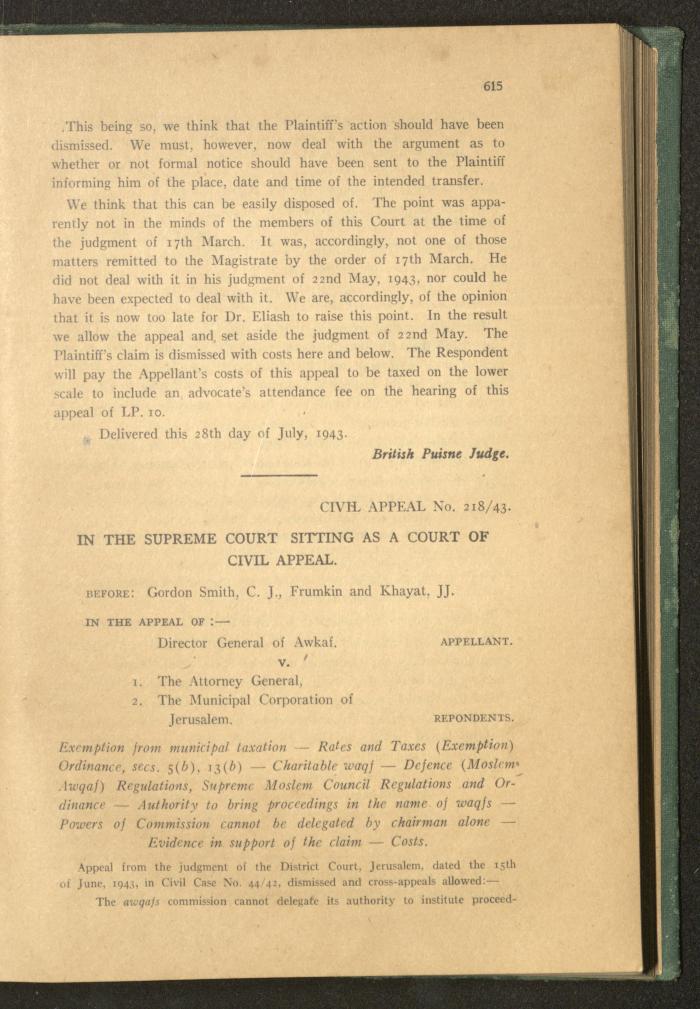 615
This being so, we think that the Plaintiff's action should have been
dismissed. We must, however, now deal with the argument as to
whether or not formal notice should have been sent to the Plaintiff
informing him of the place, date and time of the intended transfer.
We think that this can be easily disposed of. The point was appa-
rently not in the minds of the members of this Court at the time of
the judgment of 17th March. It was, accordingly, not one of those
matters remitted to the Magistrate by the order of 17th March. He
did not deal with it in his judgment of 22nd May, 1943, nor could he
have been expected to deal with it. We are, accordingly, of the opinion
that it is now too late for Dr. Eliash to raise this point. In the result
we allow the appeal and set aside the judgment of 22nd May. The
Plaintiff's claim is dismissed with costs here and below. The Respondent
will pay the Appellant's costs of this appeal to be taxed on the lower
scale to include an advocate's attendance fee on the hearing of this
appeal of LP. 10.
Delivered this 28th day of July, 1943.
British Puisne Judge.
CIVIL APPEAL No. 218/43.
IN THE SUPREME COURT SITTING AS A COURT OF
CIVIL APPEAL.
BEFORE: Gordon Smith, C. J., Frumkin and Khayat, JJ.
IN THE APPEAL OF :—
Director General of Awkaf, APPELLANT.
v.
1. The Attorney General,
2. The Municipal Corporation of
Jerusalem, REPONDENTS.
Exemption from municipal taxation — Rates and Taxes (Exemption)
Ordinance, secs. 5(b), 13(b) — Charitable waqf — Defence (Moslem
Awqaf) Regulations, Supreme Moslem Council Regulations and Or-
dinance — Authority to bring proceedings in the name of waqfs —
Powers of Commission cannot be delegated by chairman alone —
Evidence in support of the claim — Costs.
Appeal from the judgment of the District Court, Jerusalem, dated the 15th
of June, 1943, in Civil Case No. 44/42, dismissed and cross-appeals allowed:—
The awqafs commission cannot delegate its authority to institute proceed-